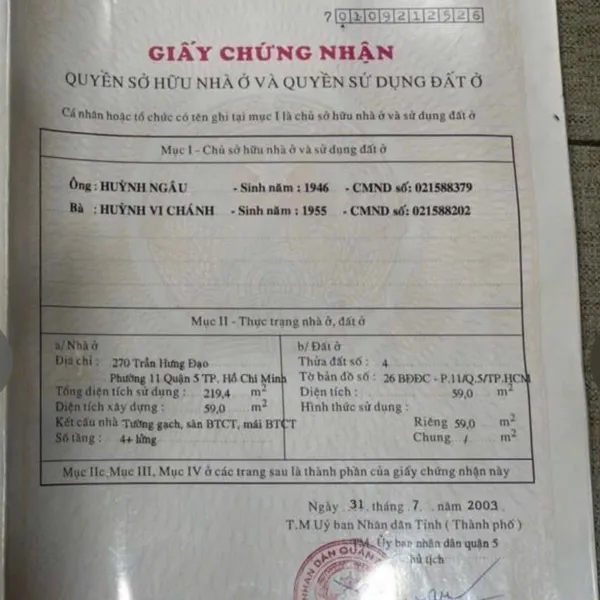 70109212526
GIẤY CHỨNG NHẬN
QUYỀN SỞ HỮU NHÀ Ở VÀ QUYỀN SỬ DỤNG ĐẤT Ở
Cá nhân hoặc tổ chức có tên ghi tại mục I là chủ sở hữu nhà ở và sử dụng đất ở
Mục I - Chủ sở hữu nhà ở và sử dụng đất ở
Ông : HUỲNH NGÂU - Sinh năm : 1946 - CMND số: 021588379
Bà : HUỲNH VI CHÁNH - Sinh năm : 1955 - CMND số: 021588202
Mục II - Thực trạng nhà ở, đất ở
a/ Nhà ở
Địa chỉ : 270 Trần Hưng Đạo
Phường 11 Quận 5 TP. Hồ Chí Minh
Tổng diện tích sử dụng : 219,4 m2
Diện tích xây dựng : 59,0 m2
Kết cấu nhà Tường gạch, sàn BTCT, mái BTCT
Số tầng : 4+ lửng
b/ Đất ở
Thửa đất số : 4
Tờ bản đồ số : 26 BĐĐC - P.11/Q.5/TP.HCM
Diện tích : 59,0 m2
Hình thức sử dụng :
Riêng 59,0 m2
Chung / m2
Mục IIc, Mục III, Mục IV ở các trang sau là thành phần của giấy chứng nhận này
Ngày 31 tháng 7 năm 2003
T.M Uỷ ban Nhân dân Tỉnh ( Thành phố )
TM. Ủy ban nhân dân quận 5
hủ tịch
NHÂN DÂN QUẬN